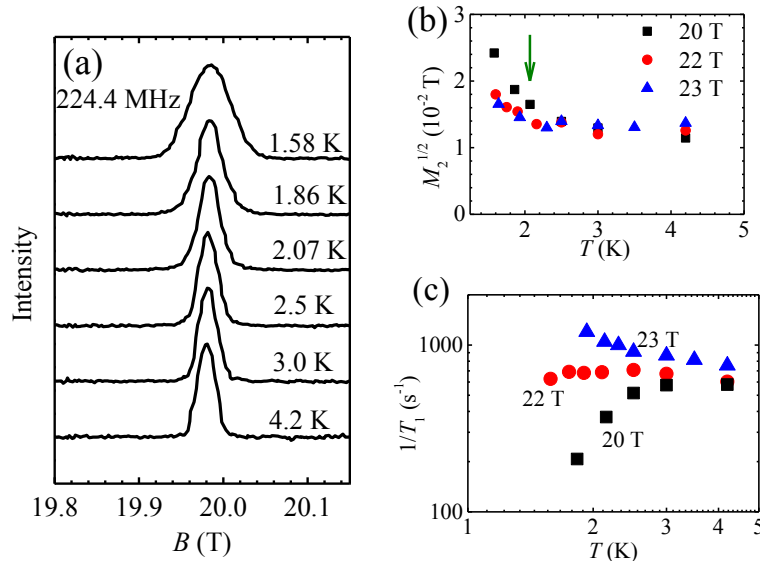 (a)
224.4 MHz
1.58 K
1.86 K
2.07 K
2.5 K
3.0 K
4.2 K
Intensity
19.8 19.9 20.0 20.1
B (T)
(b)
20 T
22 T
23 T
3
2
1
0
M₂^1/2 (10⁻² T)
2 3 4 5
T (K)
(c)
1000
100
23 T
22 T
20 T
1/T₁ (s⁻¹)
1 2 3 4 5
T (K)